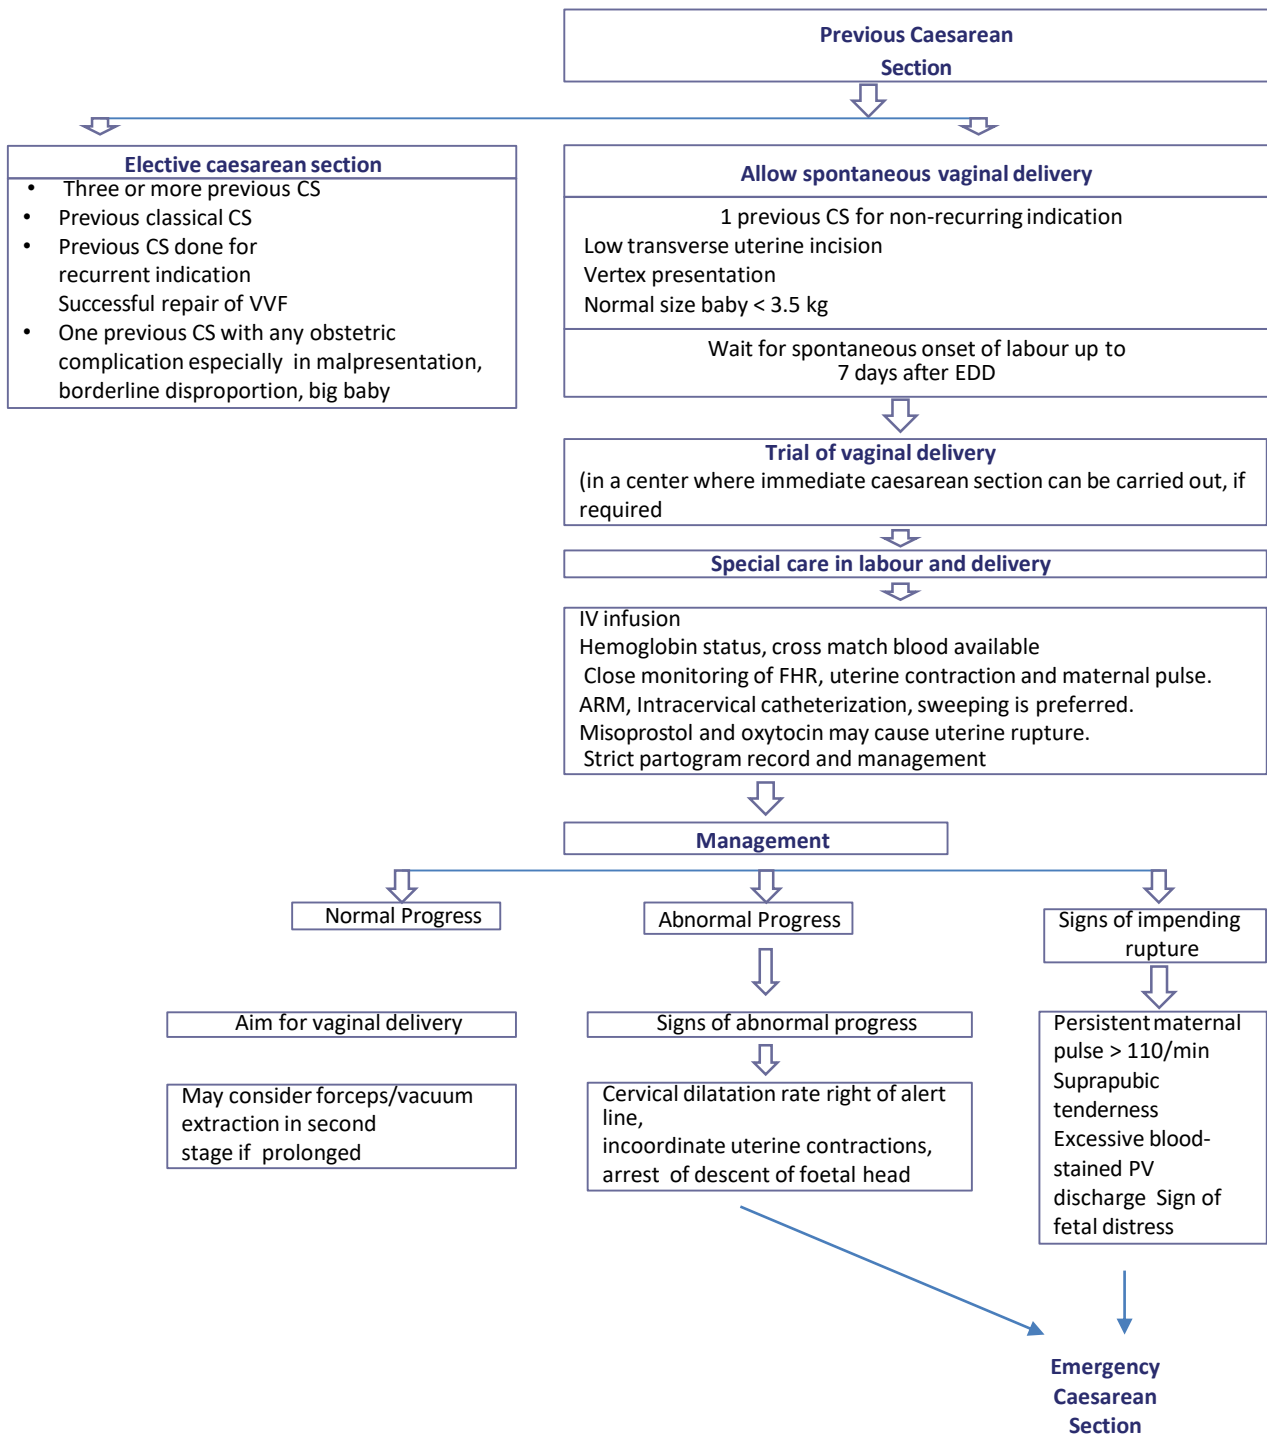 Previous Caesarean
Section
Elective caesarean section
• Three or more previous CS
• Previous classical CS
• Previous CS done for
recurrent indication
Successful repair of VVF
• One previous CS with any obstetric
complication especially in malpresentation,
borderline disproportion, big baby
Allow spontaneous vaginal delivery
1 previous CS for non-recurring indication
Low transverse uterine incision
Vertex presentation
Normal size baby < 3.5 kg
Wait for spontaneous onset of labour up to
7 days after EDD
Trial of vaginal delivery
(in a center where immediate caesarean section can be carried out, if
required
Special care in labour and delivery
IV infusion
Hemoglobin status, cross match blood available
Close monitoring of FHR, uterine contraction and maternal pulse.
ARM, Intracervical catheterization, sweeping is preferred.
Misoprostol and oxytocin may cause uterine rupture.
Strict partogram record and management
Management
Normal Progress
Aim for vaginal delivery
May consider forceps/vacuum
extraction in second
stage if prolonged
Abnormal Progress
Signs of abnormal progress
Cervical dilatation rate right of alert
line,
incoordinate uterine contractions,
arrest of descent of foetal head
Signs of impending
rupture
Persistent maternal
pulse > 110/min
Suprapubic
tenderness
Excessive blood-
stained PV
discharge Sign of
fetal distress
Emergency
Caesarean
Section